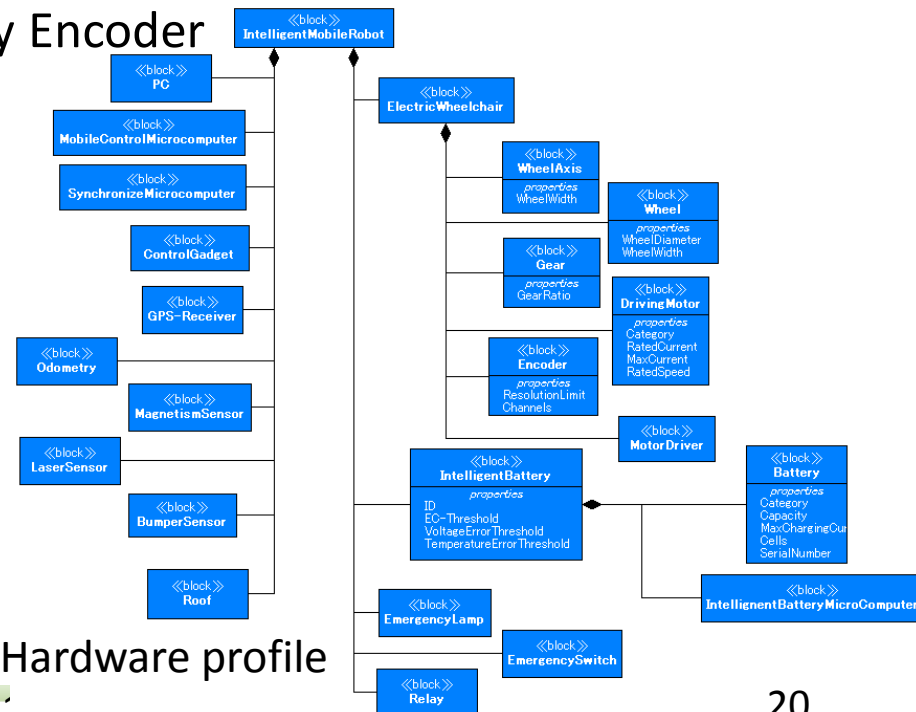 y Encoder
≪block≫
IntelligentMobileRobot
≪block≫
PC
≪block≫
MobileControlMicrocomputer
≪block≫
SynchronizeMicrocomputer
≪block≫
ControlGadget
≪block≫
GPS-Receiver
≪block≫
Odometry
≪block≫
MagnetismSensor
≪block≫
LaserSensor
≪block≫
BumperSensor
≪block≫
Roof
≪block≫
ElectricWheelchair
≪block≫
WheelAxis
properties
WheelWidth
≪block≫
Wheel
properties
WheelDiameter
WheelWidth
≪block≫
Gear
properties
GearRatio
≪block≫
DrivingMotor
properties
Category
RatedCurrent
MaxCurrent
RatedSpeed
≪block≫
Encoder
properties
ResolutionLimit
Channels
≪block≫
MotorDriver
≪block≫
IntelligentBattery
properties
ID
EC-Threshold
VoltageErrorThreshold
TemperatureErrorThreshold
≪block≫
Battery
properties
Category
Capacity
MaxChargingCur
Cells
SerialNumber
≪block≫
IntellignentBatteryMicroComputer
≪block≫
EmergencyLamp
≪block≫
EmergencySwitch
≪block≫
Relay
Hardware profile
20